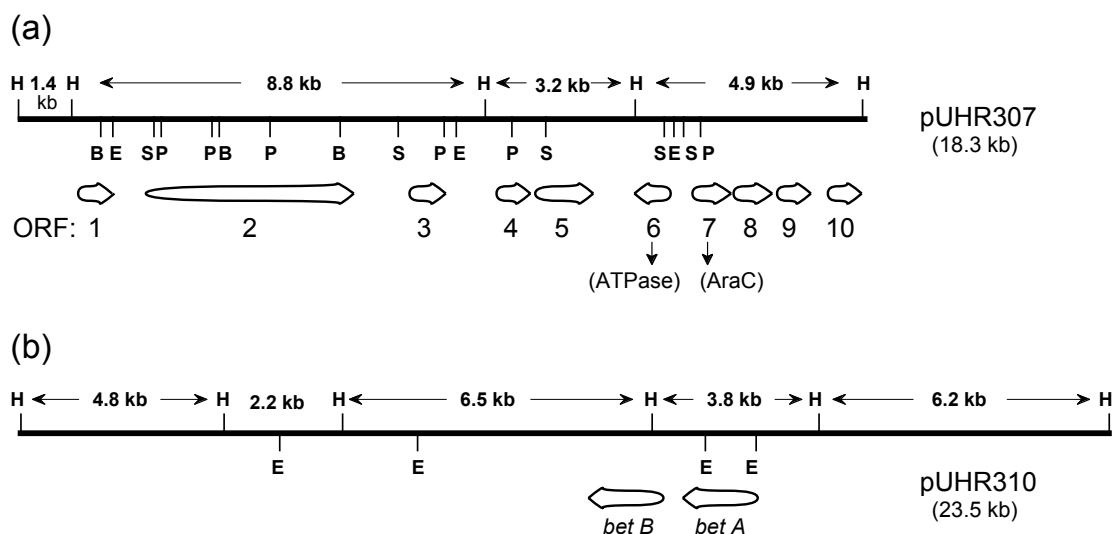 (a)
H 1.4 kb H 8.8 kb H 3.2 kb H 4.9 kb H
pUHR307
(18.3 kb)
B E S P P B P B S P E P S S E S P
ORF: 1 2 3 4 5 6 7 8 9 10
(ATPase) (AraC)
(b)
H 4.8 kb H 2.2 kb H 6.5 kb H 3.8 kb H 6.2 kb H
E E E E
pUHR310
(23.5 kb)
bet B bet A